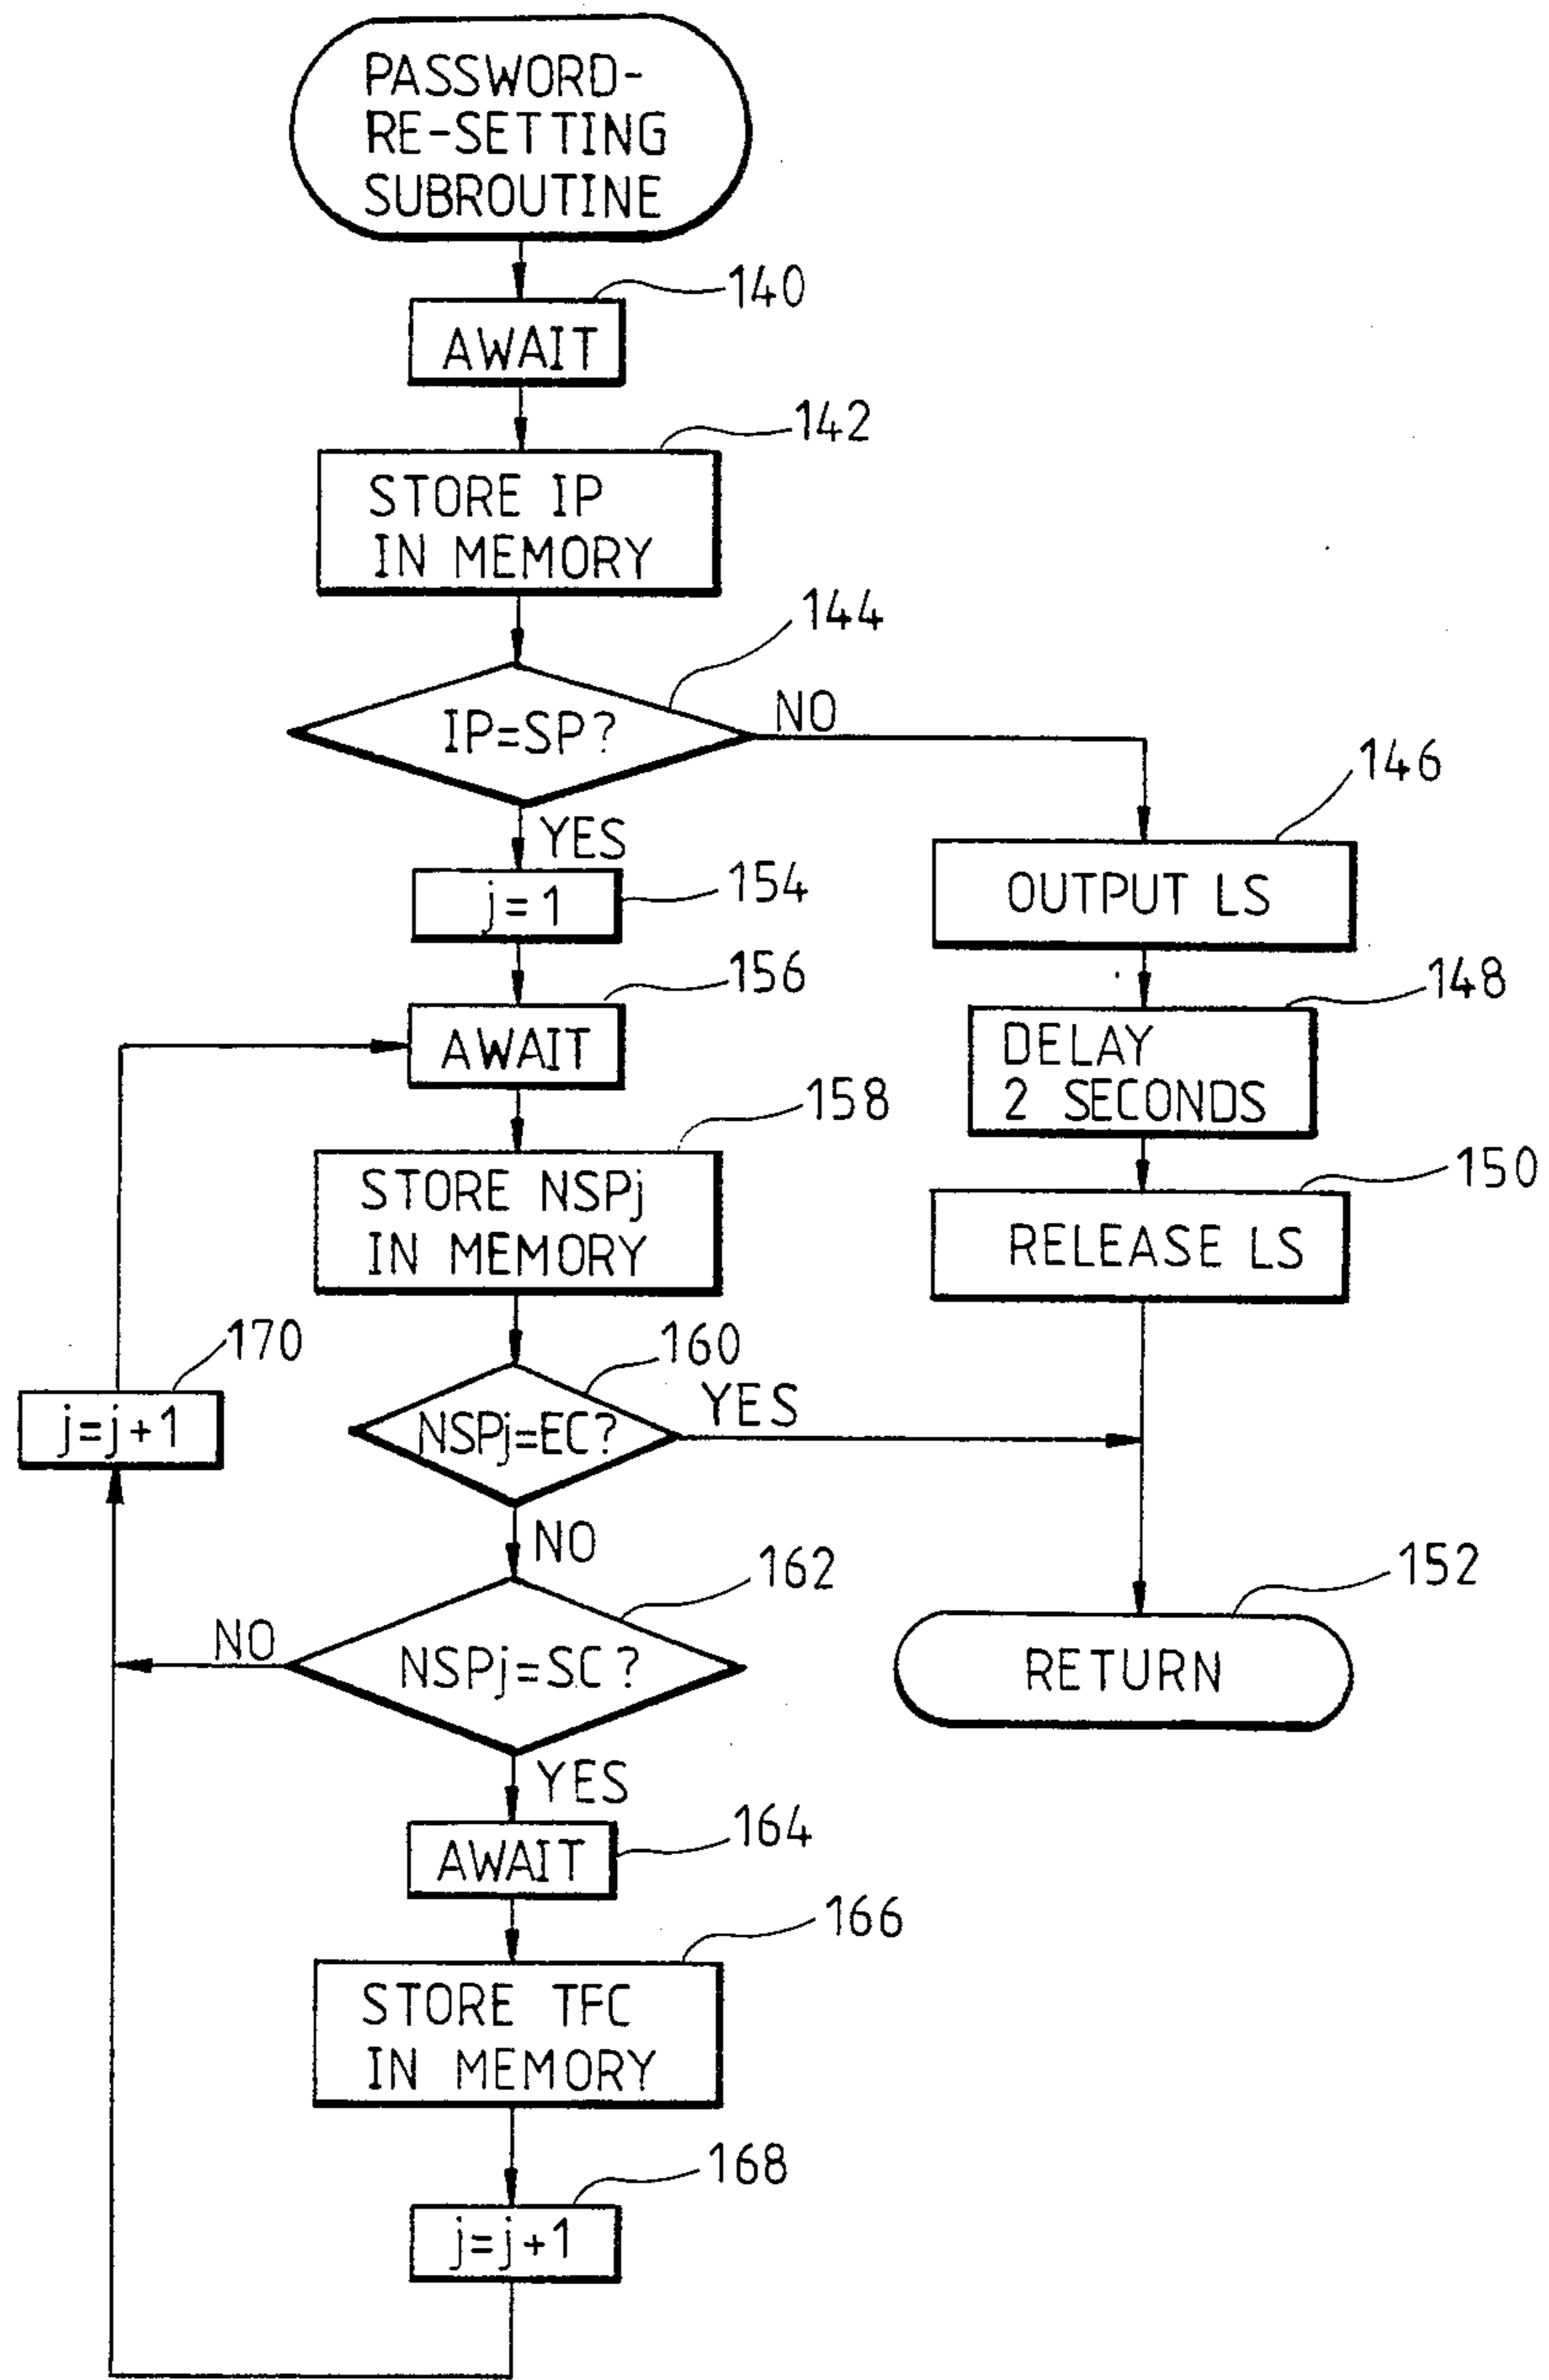 PASSWORD-
RE-SETTING
SUBROUTINE
140
AWAIT
142
STORE IP
IN MEMORY
144
IP=SP?
NO
146
YES
OUTPUT LS
j=1
154
148
156
DELAY
2 SECONDS
AWAIT
158
150
STORE NSPj
IN MEMORY
RELEASE LS
170
160
j=j+1
NSPj=EC?
YES
NO
162
152
NO
NSPj=SC?
RETURN
YES
164
AWAIT
166
STORE TFC
IN MEMORY
168
j=j+1